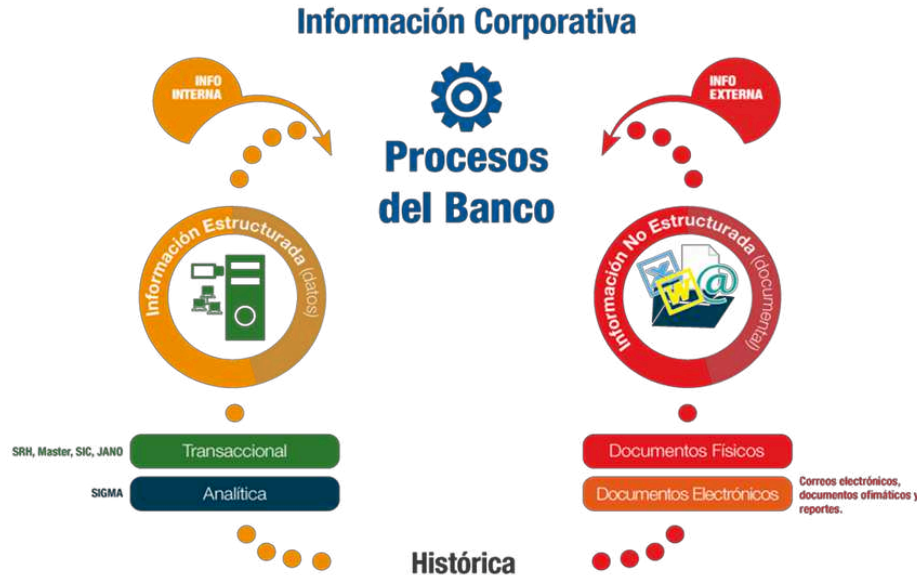 Información Corporativa
INFO
INTERNA
INFO
EXTERNA
Procesos
del Banco
Información Estructurada (datos)
Información No Estructurada (documental)
X
W
@
SRH, Master, SIC, JANO
Transaccional
Documentos Físicos
SIGMA
Analítica
Documentos Electrónicos
Correos electrónicos,
documentos ofimáticos y
reportes.
Histórica